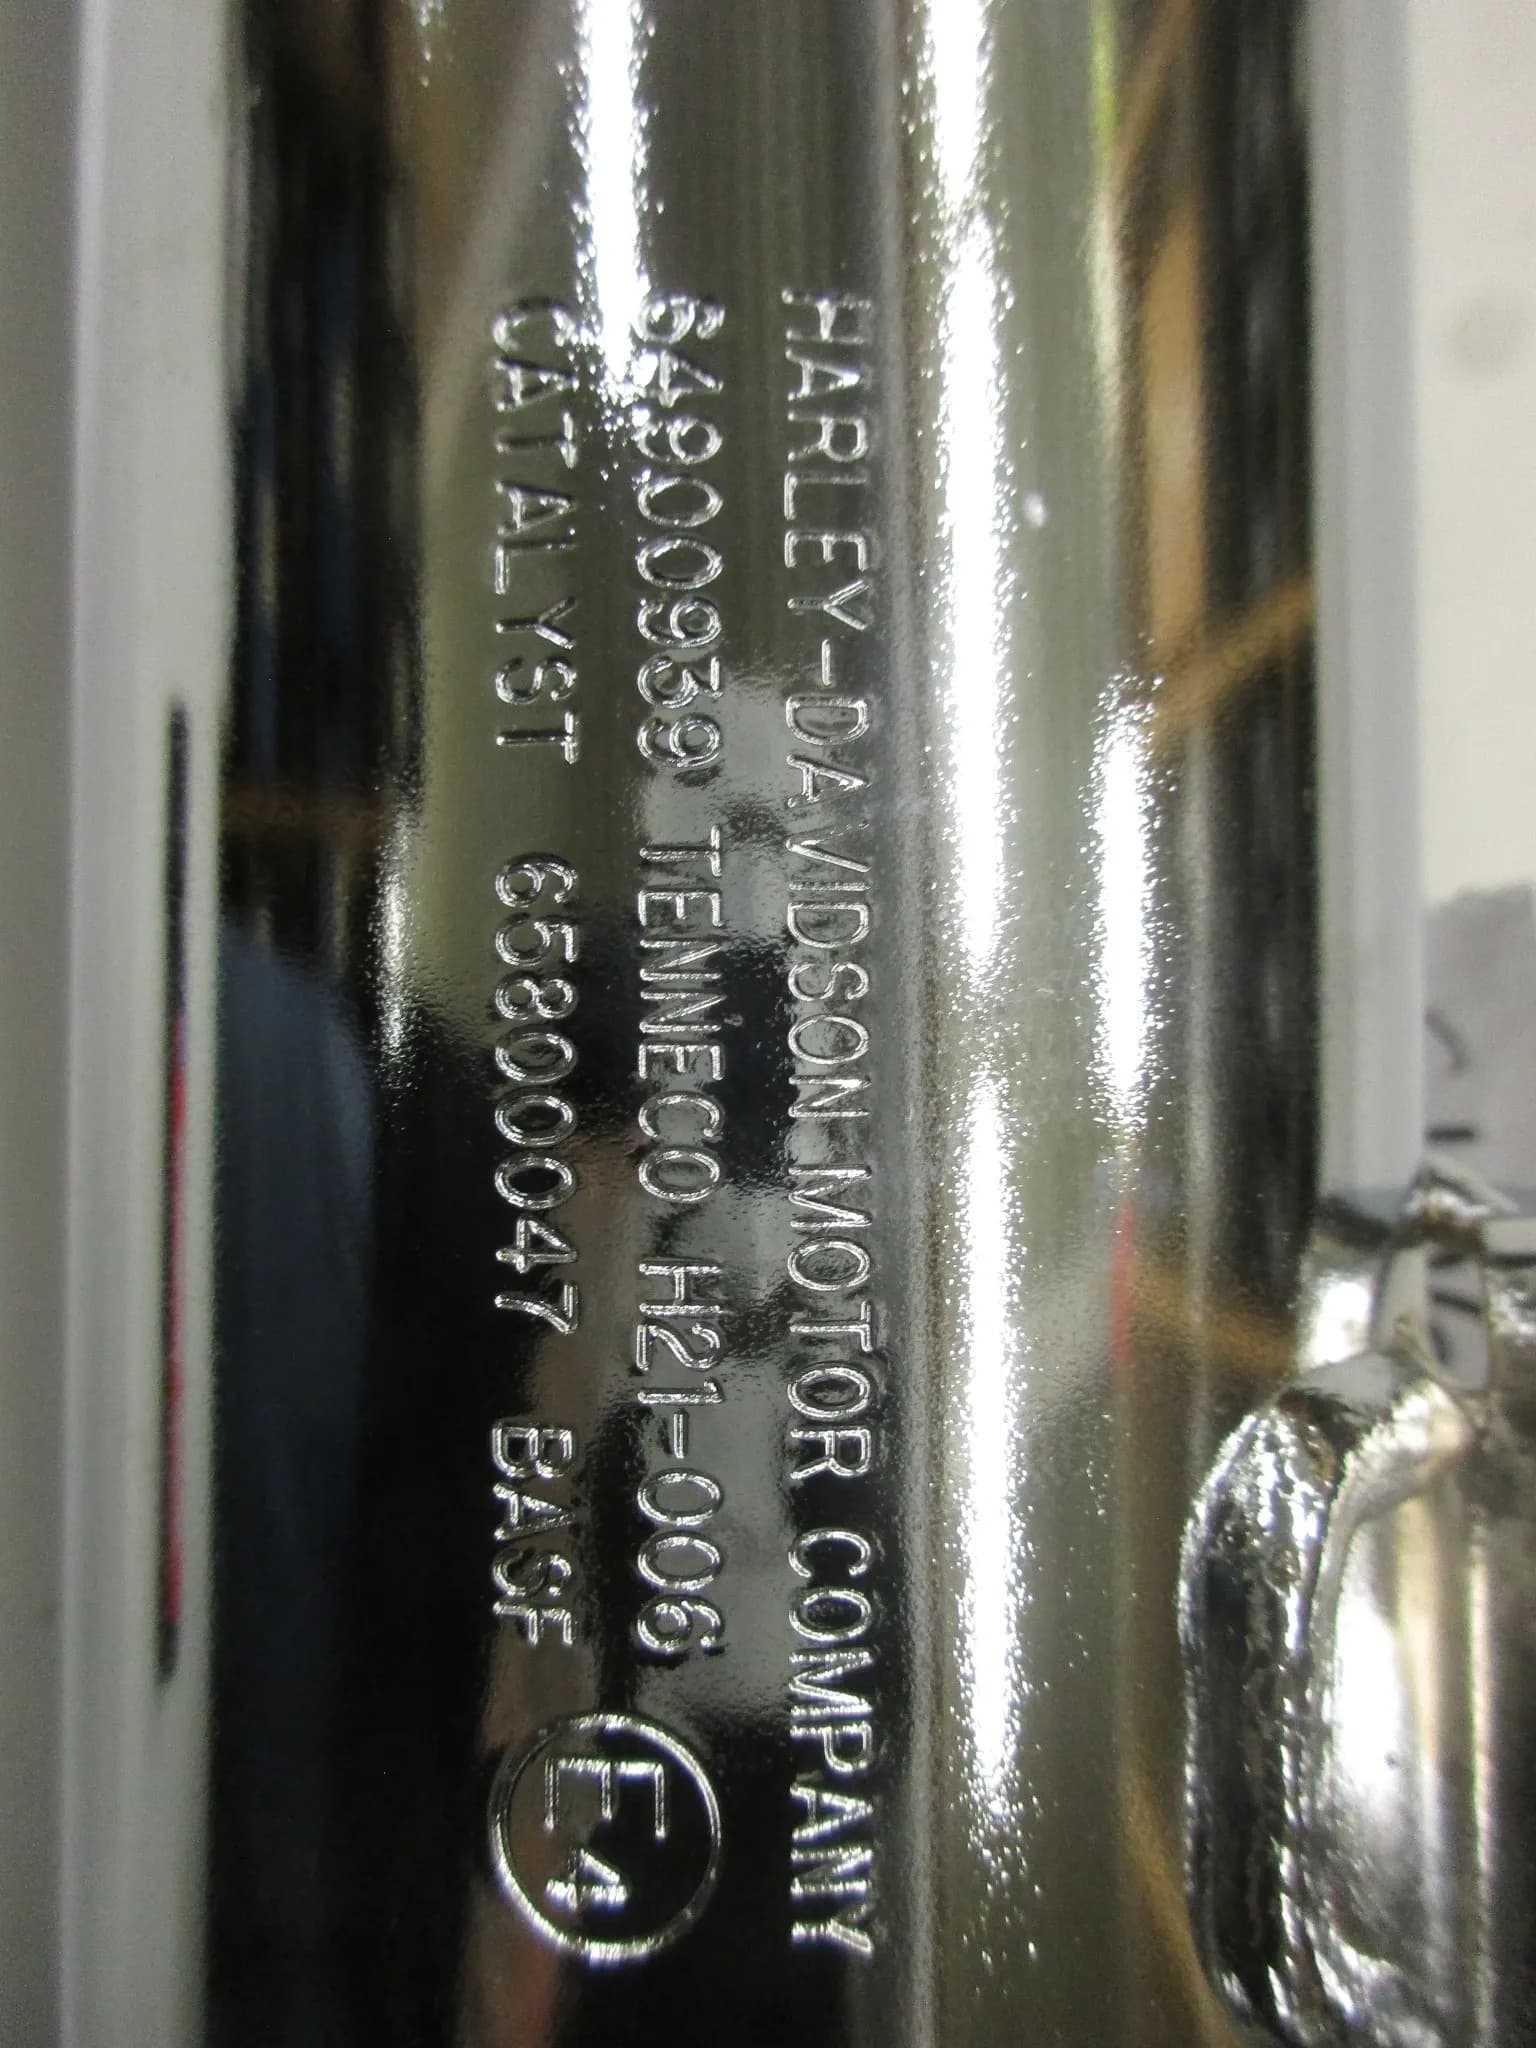 HARLEY-DAVIDSON MOTOR COMPANY
64900939 TENNECO H21-006
CATALYST 65800047 BASF
E4